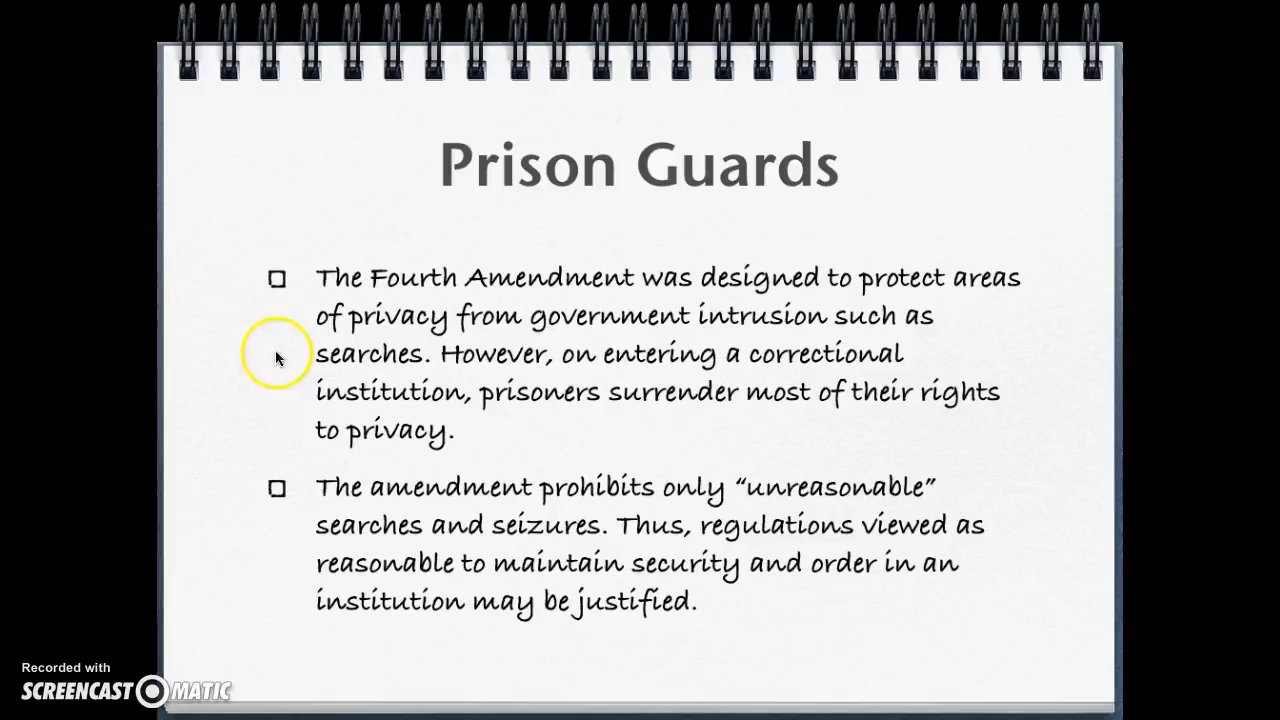 Prison Guards
The Fourth Amendment was designed to protect areas
of privacy from government intrusion such as
searches. However, on entering a correctional
institution, prisoners surrender most of their rights
to privacy.
The amendment prohibits only “unreasonable”
searches and seizures. Thus, regulations viewed as
reasonable to maintain security and order in an
institution may be justified.
Recorded with
SCREENCAST MATIC